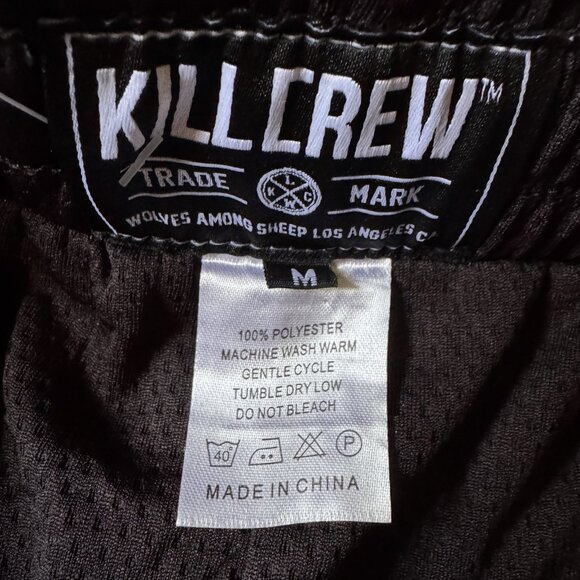 KILLCREW™
TRADE MARK
K L C W
WOLVES AMONG SHEEP LOS ANGELES CA
M
100% POLYESTER
MACHINE WASH WARM
GENTLE CYCLE
TUMBLE DRY LOW
DO NOT BLEACH
40° P
MADE IN CHINA